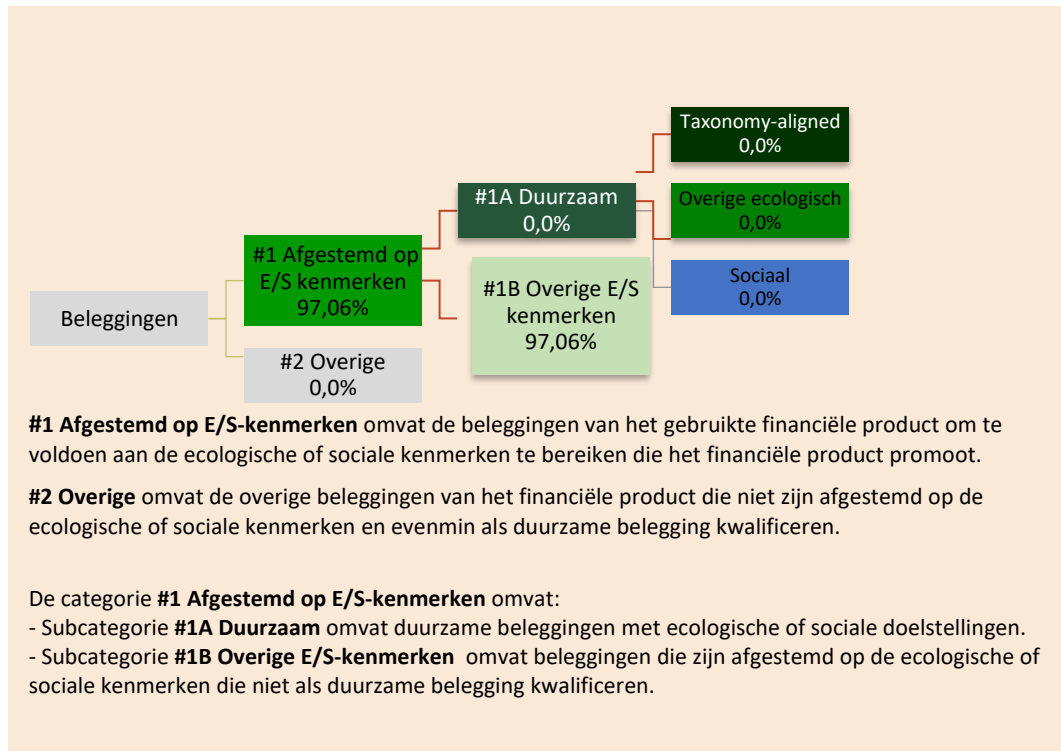 Taxonomy-aligned
0,0%
#1A Duurzaam
0,0%
Overige ecologisch
0,0%
#1 Afgestemd op
E/S kenmerken
97,06%
#1B Overige E/S
kenmerken
97,06%
Sociaal
0,0%
Beleggingen
#2 Overige
0,0%
#1 Afgestemd op E/S-kenmerken omvat de beleggingen van het gebruikte financiële product om te
voldoen aan de ecologische of sociale kenmerken te bereiken die het financiële product promoot.
#2 Overige omvat de overige beleggingen van het financiële product die niet zijn afgestemd op de
ecologische of sociale kenmerken en evenmin als duurzame belegging kwalificeren.
De categorie #1 Afgestemd op E/S-kenmerken omvat:
- Subcategorie #1A Duurzaam omvat duurzame beleggingen met ecologische of sociale doelstellingen.
- Subcategorie #1B Overige E/S-kenmerken omvat beleggingen die zijn afgestemd op de ecologische of
sociale kenmerken die niet als duurzame belegging kwalificeren.